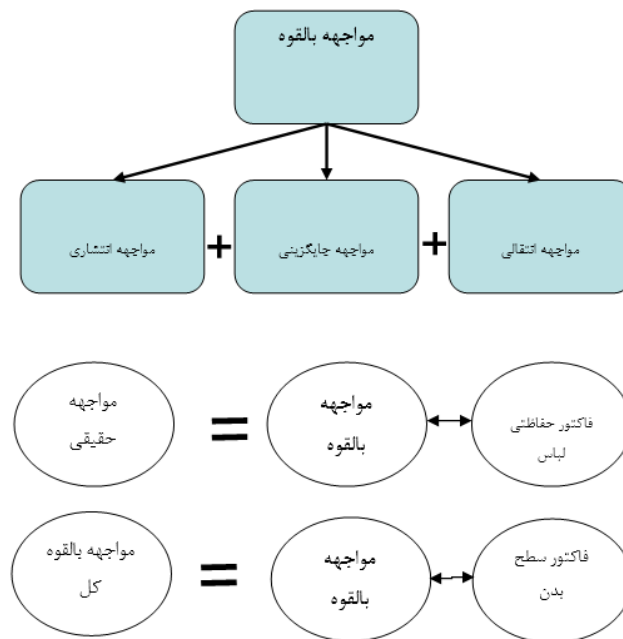 مواجهه بالقوه
مواجهه انتقالی
+
مواجهه جایگزینی
+
مواجهه انتشاری
مواجهه
حقیقی
=
مواجهه
بالقوه
فاکتور حفاظتی
لباس
مواجهه بالقوه
کل
=
مواجهه
بالقوه
فاکتور سطح
بدن